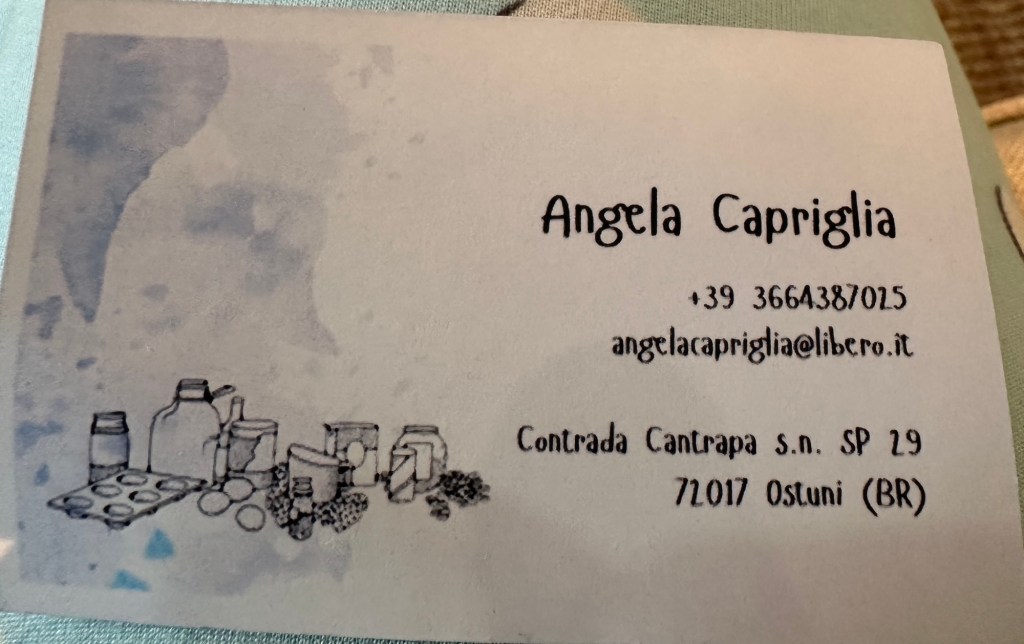 Angela Capriglia
+39 3664387025
angelacapriglia@libero.it
Contrada Cantrapa s.n. SP 29
72017 Ostuni (BR)